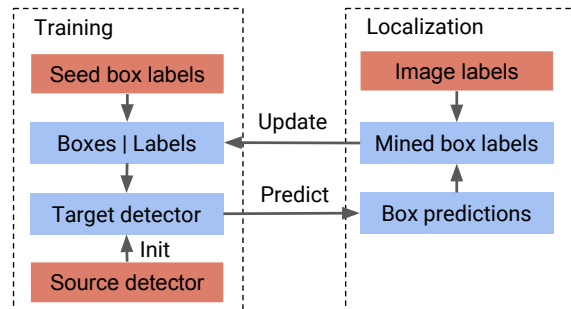 Training
Seed box labels
Boxes | Labels
Target detector
Init
Source detector
Update
Predict
Localization
Image labels
Mined box labels
Box predictions